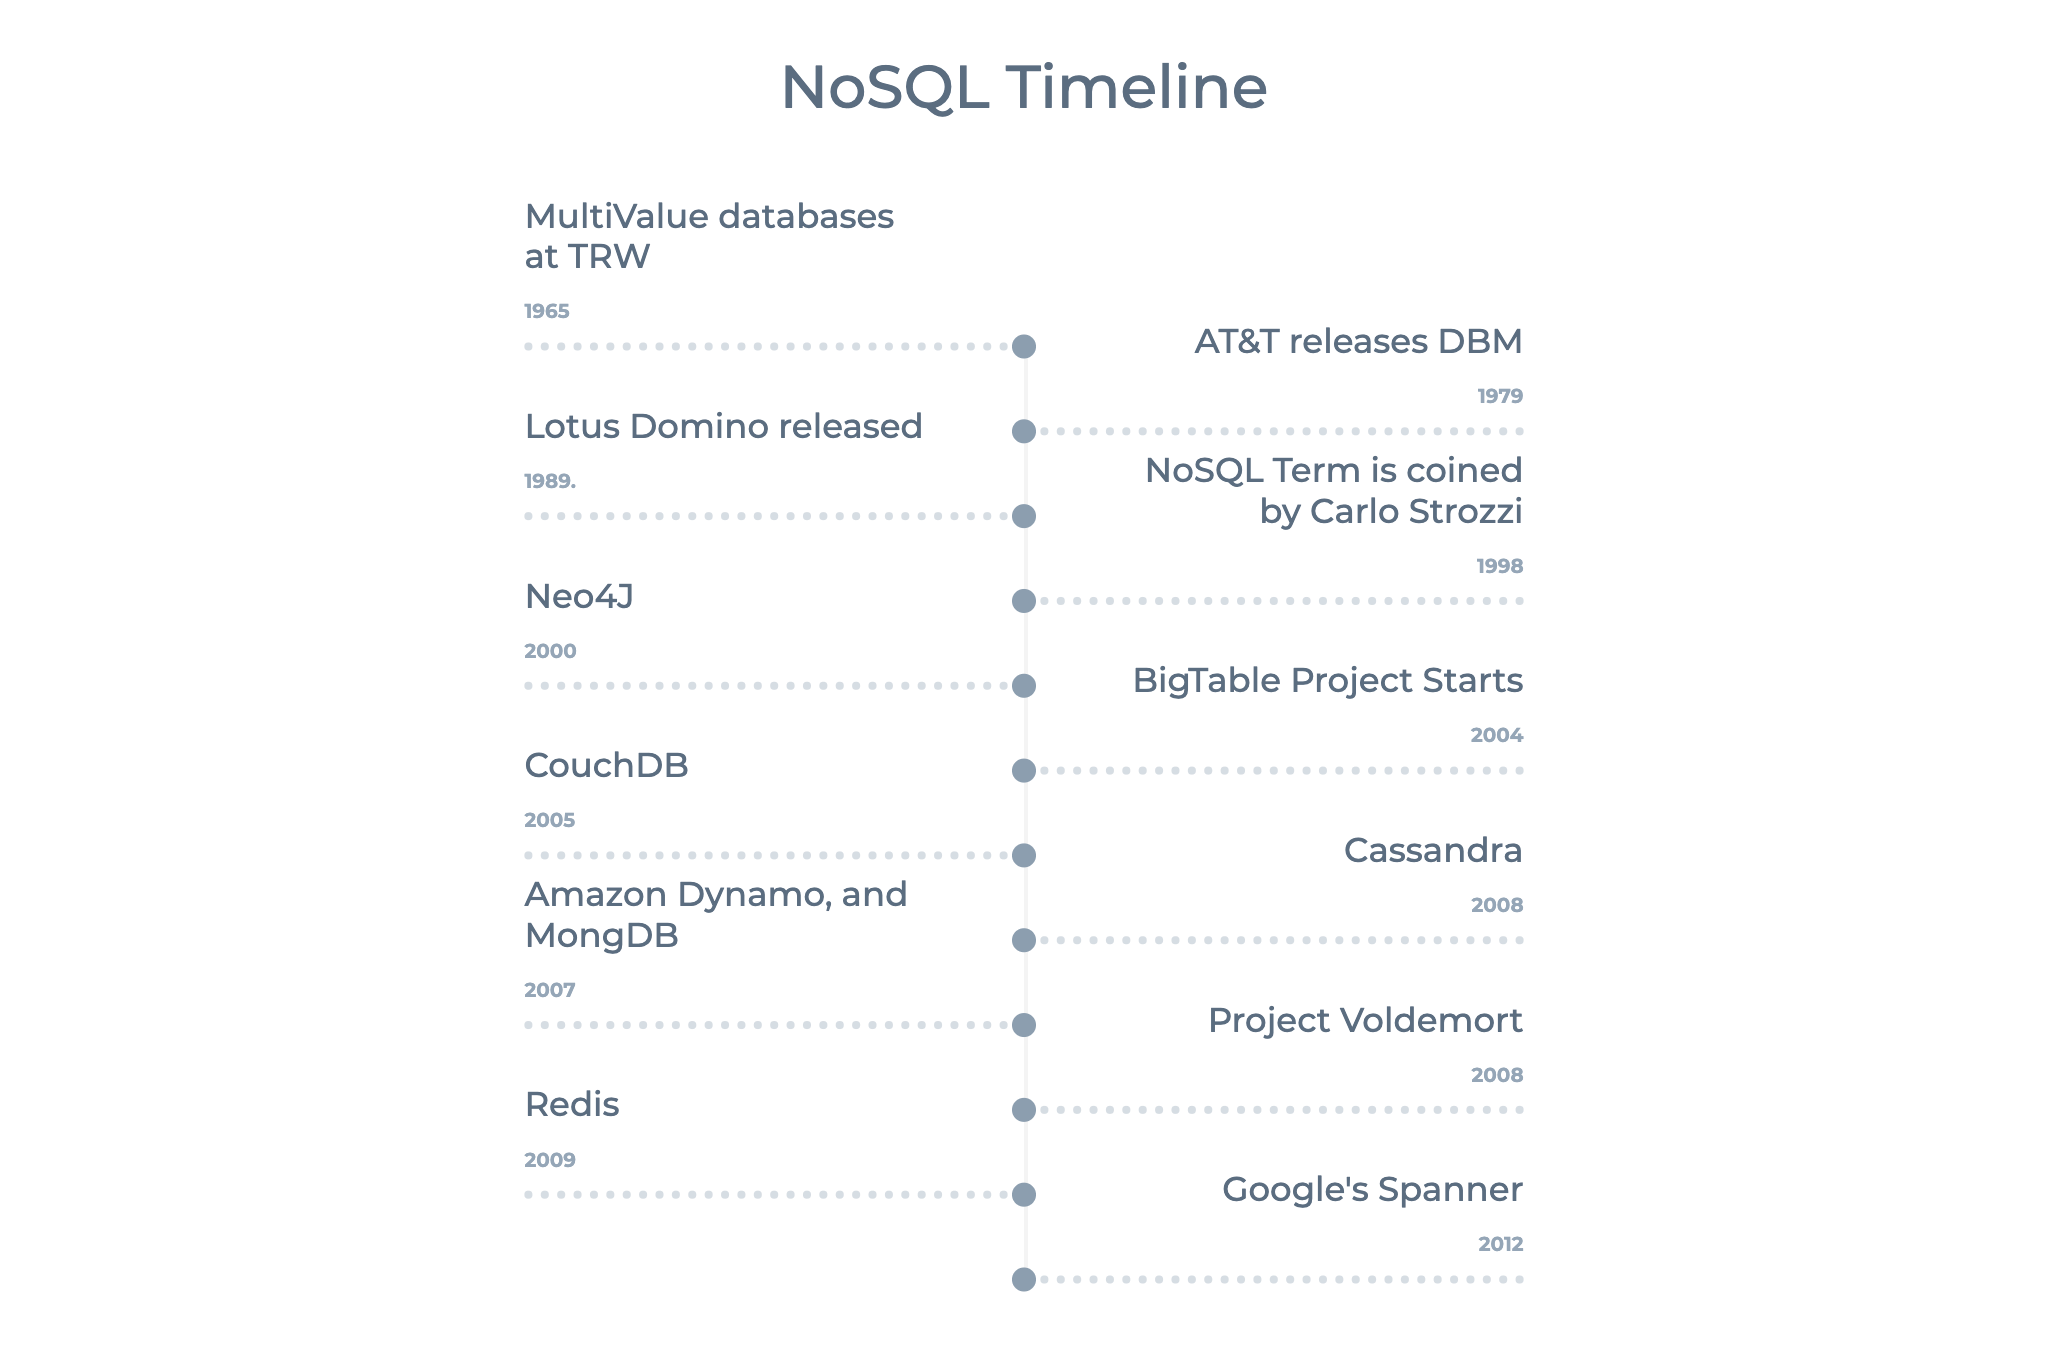 NoSQL Timeline
MultiValue databases
at TRW
1965
AT&T releases DBM
1979
Lotus Domino released
1989.
NoSQL Term is coined
by Carlo Strozzi
1998
Neo4J
2000
BigTable Project Starts
2004
CouchDB
2005
Cassandra
2008
Amazon Dynamo, and
MongDB
2007
Project Voldemort
2008
Redis
2009
Google's Spanner
2012